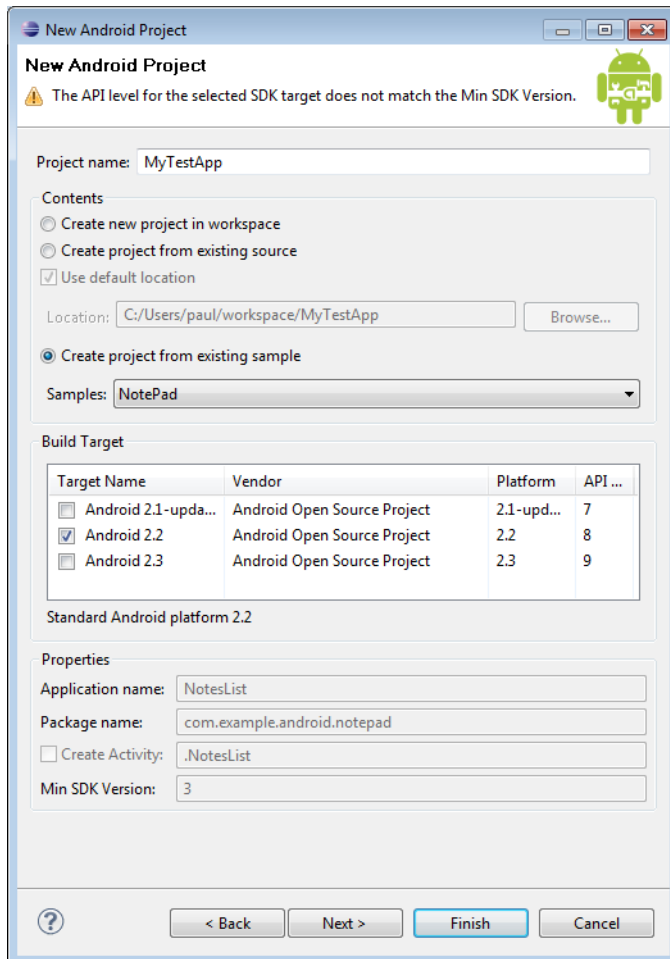 New Android Project
New Android Project
The API level for the selected SDK target does not match the Min SDK Version.
Project name: MyTestApp
Contents
Create new project in workspace
Create project from existing source
Use default location
Location: C:/Users/paul/workspace/MyTestApp Browse...
Create project from existing sample
Samples: NotePad
Build Target
Target Name Vendor Platform API ...
Android 2.1-upda... Android Open Source Project 2.1-upd... 7
Android 2.2 Android Open Source Project 2.2 8
Android 2.3 Android Open Source Project 2.3 9
Standard Android platform 2.2
Properties
Application name: NotesList
Package name: com.example.android.notepad
Create Activity: .NotesList
Min SDK Version: 3
? < Back Next > Finish Cancel